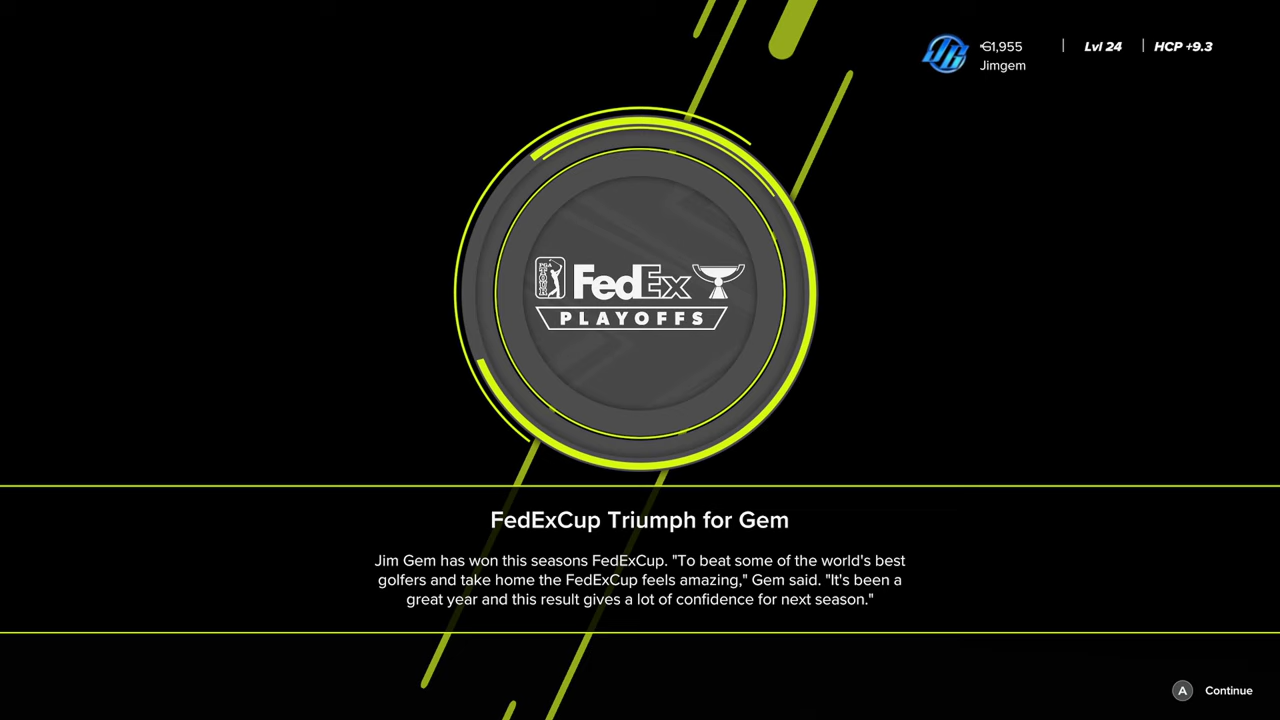 1,955
Jimgem
Lvl 24
HCP +9.3
PGA TOUR
FedEx
PLAYOFFS
FedExCup Triumph for Gem
Jim Gem has won this seasons FedExCup. "To beat some of the world's best
golfers and take home the FedExCup feels amazing," Gem said. "It's been a
great year and this result gives a lot of confidence for next season."
A Continue